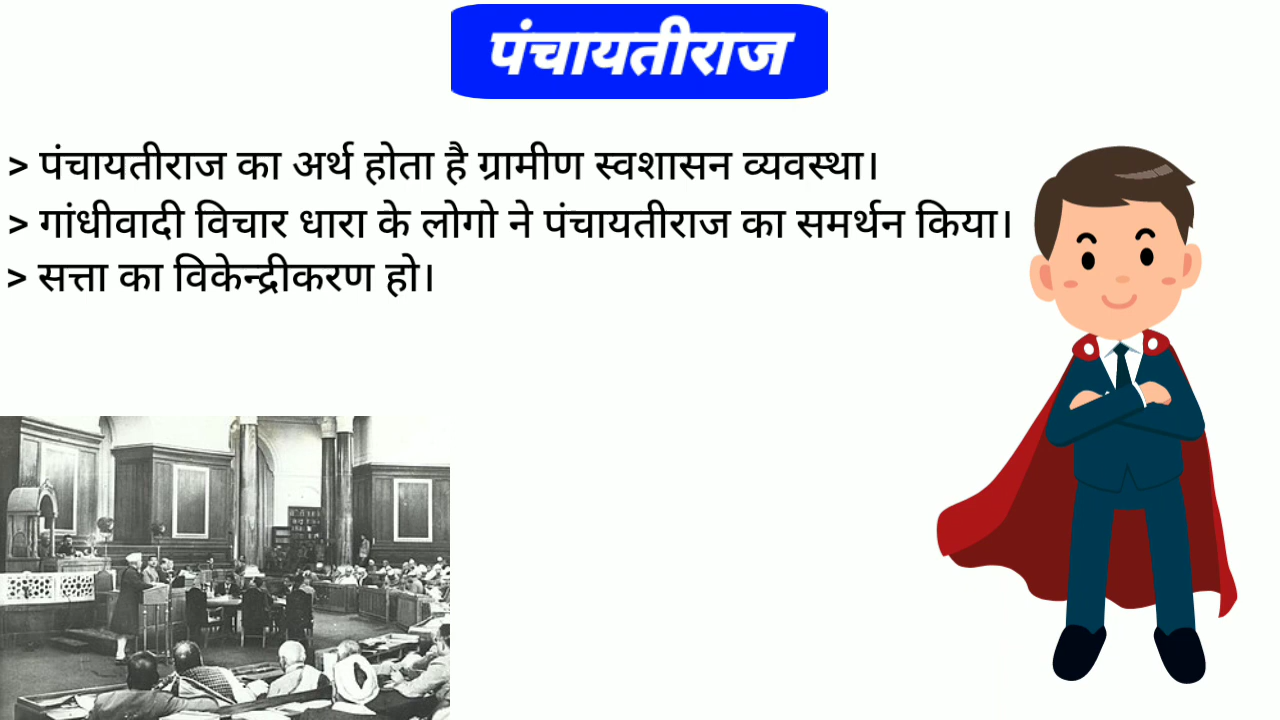 पंचायतीराज
> पंचायतीराज का अर्थ होता है ग्रामीण स्वशासन व्यवस्था।
> गांधीवादी विचार धारा के लोगो ने पंचायतीराज का समर्थन किया।
> सत्ता का विकेन्द्रीकरण हो।